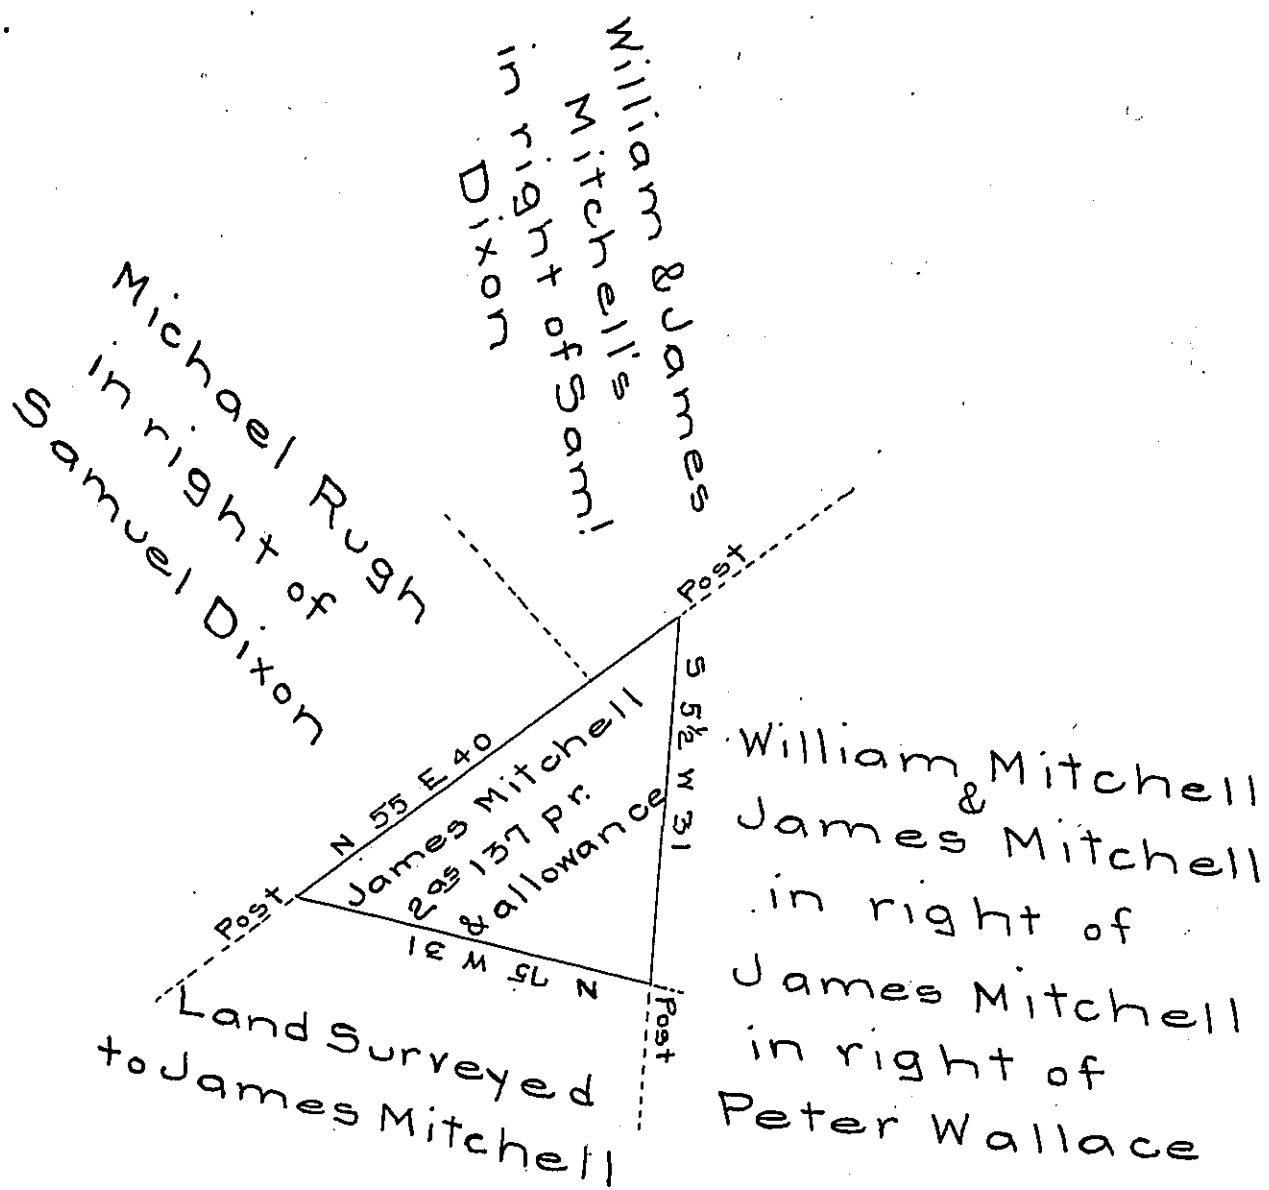 William & James
Mitchell's
in right of Saml
Dixon
Michael Rugh
in right of
Samuel Dixon
Post
N 55 E 40
S 5½ W 31
N 75 W 31
James Mitchell
2as 137 pr.
& allowance
Post
Post
William Mitchell
&
James Mitchell
in right of
James Mitchell
in right of
Peter Wallace
Land Surveyed
to James Mitchell